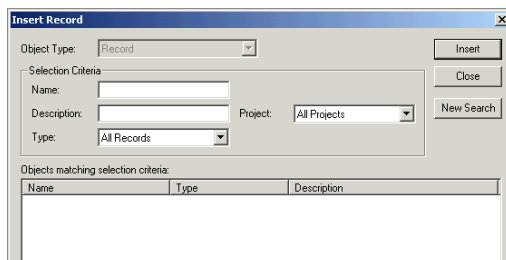 Insert Record
Object Type: Record Insert
Selection Criteria Close
Name:
Description: Project: All Projects New Search
Type: All Records
Objects matching selection criteria:
Name Type Description